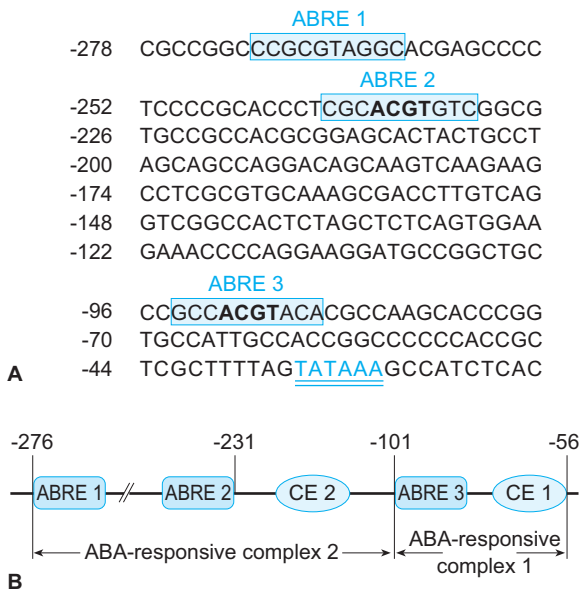 ABRE 1
-278 CGCCGGCCCGCGTAGGCACGAGCCCC
ABRE 2
-252 TCCCCGCACCCTCGCACGTGTCGGCG
-226 TGCCGCCACGCGGAGCACTACTGCCT
-200 AGCAGCCAGGACAGCAAGTCAAGAAG
-174 CCTCGCGTGCAAAGCGACCTTGTCAG
-148 GTCGGCCACTCTAGCTCTCAGTGGAA
-122 GAAACCCCAGGAAGGATGCCGGCTGC
ABRE 3
-96 CCGCCACGTACACGCCAAGCACCCGG
-70 TGCCATTGCCACCGGCCCCCCACCGC
-44 TCGCTTTTAGTATAAAGCCATCTCAC
A
-276 -231 -101 -56
ABRE 1 // ABRE 2 CE 2 ABRE 3 CE 1
ABA-responsive complex 2 ABA-responsive
complex 1
B